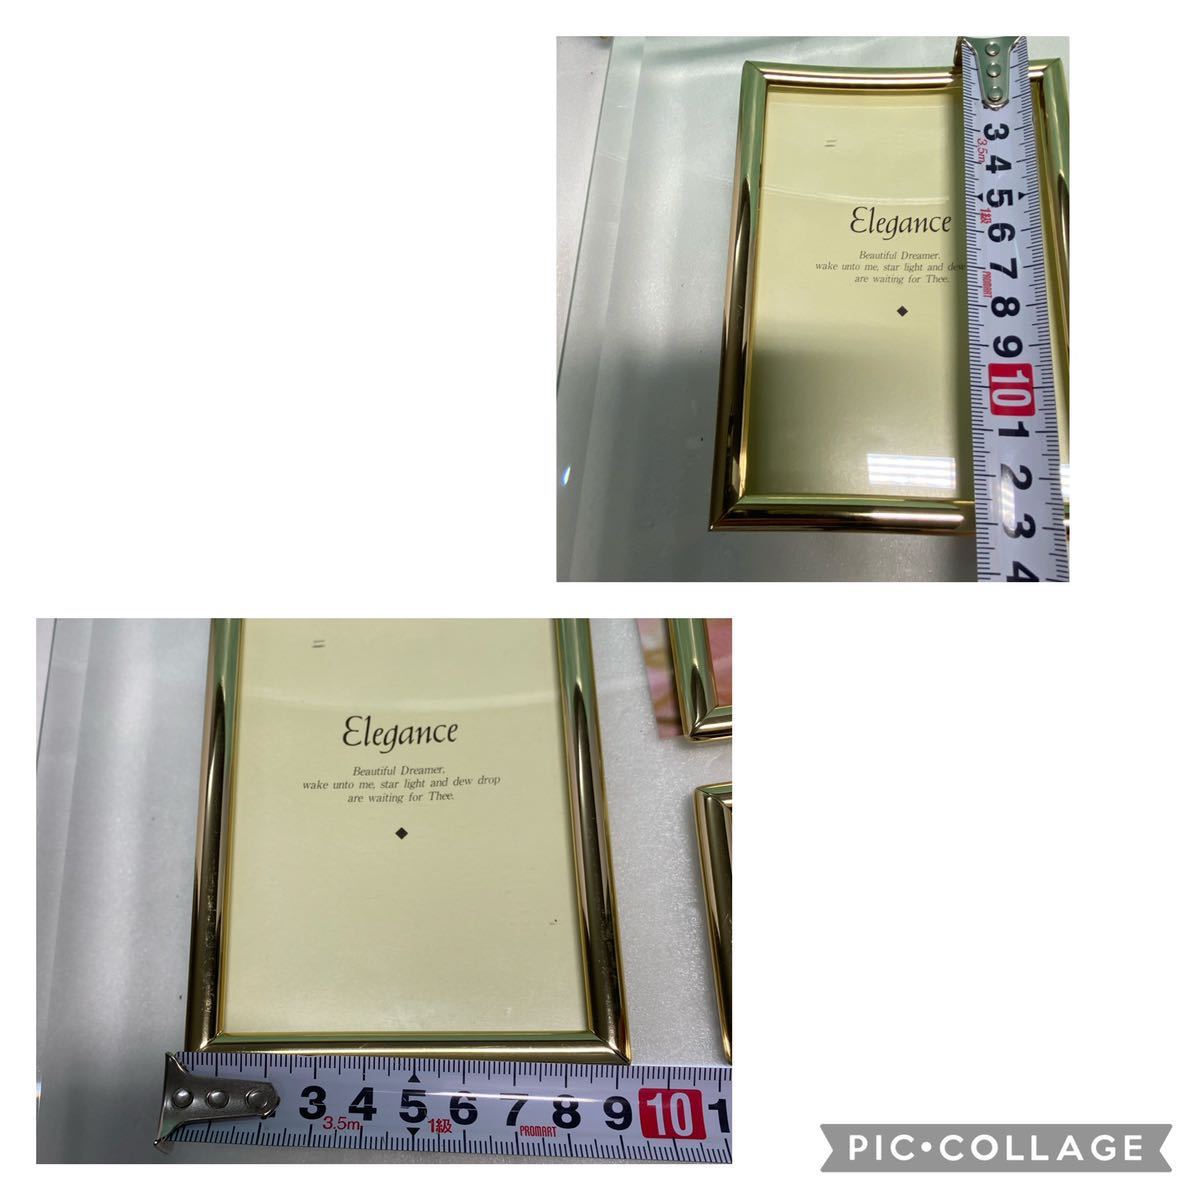 Elegance
Beautiful Dreamer,
wake unto me, star light and dew
are waiting for Thee.
3 4 5 6 7 8 9 10 1 2 3 4
3.5m
1級
PROMART
Elegance
Beautiful Dreamer,
wake unto me, star light and dew drop
are waiting for Thee.
3 4 5 6 7 8 9 10 1
3.5m 1級 PROMART
PIC•COLLAGE